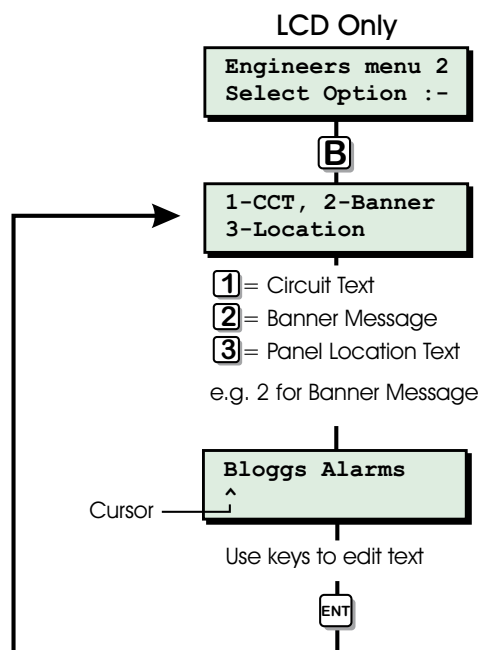 LCD Only
Engineers menu 2
Select Option :-
B
1-CCT, 2-Banner
3-Location
1 = Circuit Text
2 = Banner Message
3 = Panel Location Text
e.g. 2 for Banner Message
Bloggs Alarms
^
Cursor
Use keys to edit text
ENT